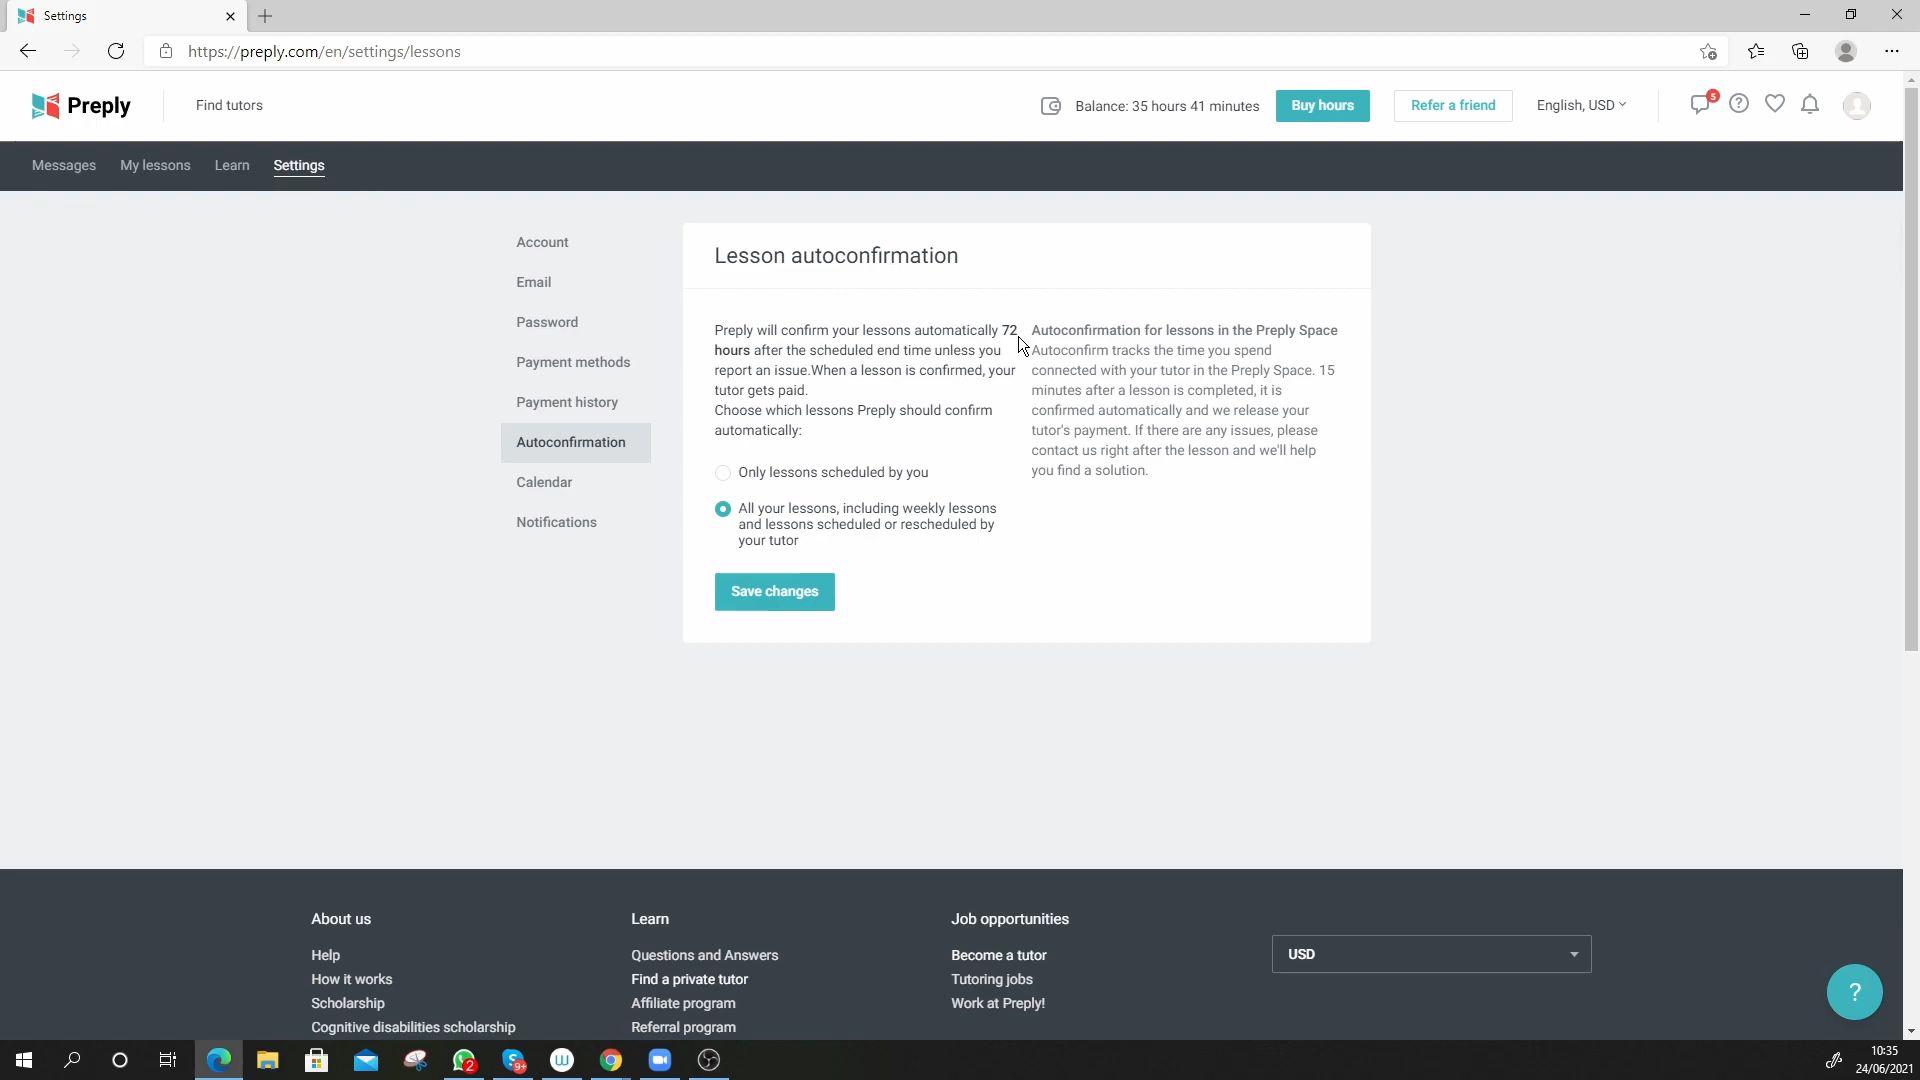 Settings
https://preply.com/en/settings/lessons
Preply
Find tutors
Balance: 35 hours 41 minutes
Buy hours
Refer a friend
English, USD
5
Messages
My lessons
Learn
Settings
Account
Email
Password
Payment methods
Payment history
Autoconfirmation
Calendar
Notifications
Lesson autoconfirmation
Preply will confirm your lessons automatically 72
hours after the scheduled end time unless you
report an issue.When a lesson is confirmed, your
tutor gets paid.
Choose which lessons Preply should confirm
automatically:
Only lessons scheduled by you
All your lessons, including weekly lessons
and lessons scheduled or rescheduled by
your tutor
Save changes
Autoconfirmation for lessons in the Preply Space
Autoconfirm tracks the time you spend
connected with your tutor in the Preply Space. 15
minutes after a lesson is completed, it is
confirmed automatically and we release your
tutor's payment. If there are any issues, please
contact us right after the lesson and we'll help
you find a solution.
About us
Help
How it works
Scholarship
Cognitive disabilities scholarship
Learn
Questions and Answers
Find a private tutor
Affiliate program
Referral program
Job opportunities
Become a tutor
Tutoring jobs
Work at Preply!
USD
?
2
9+
10:35
24/06/2021